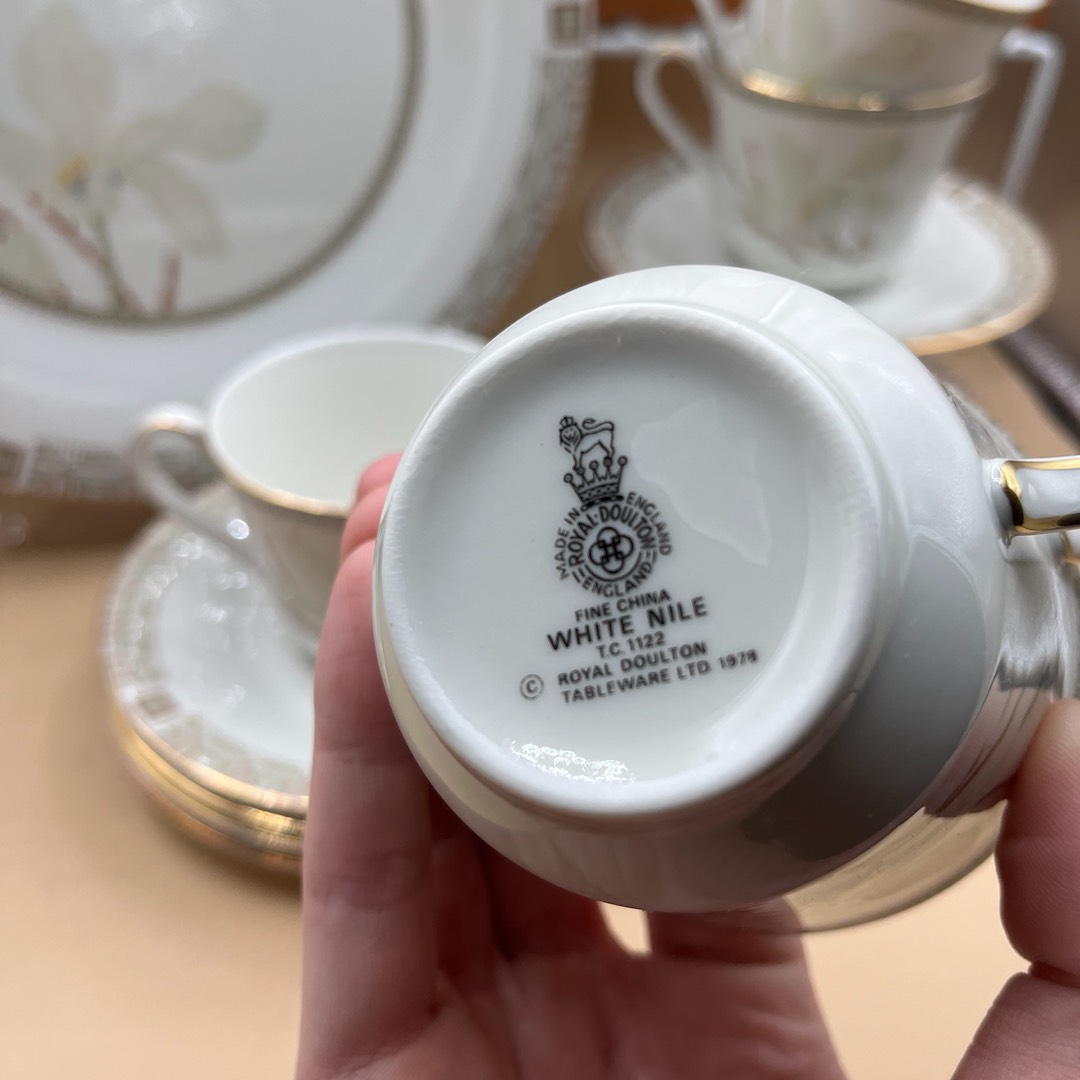 MADE IN ENGLAND
ROYAL·DOULTON
ENGLAND
FINE CHINA
WHITE NILE
T.C. 1122
© ROYAL DOULTON
TABLEWARE LTD 1978